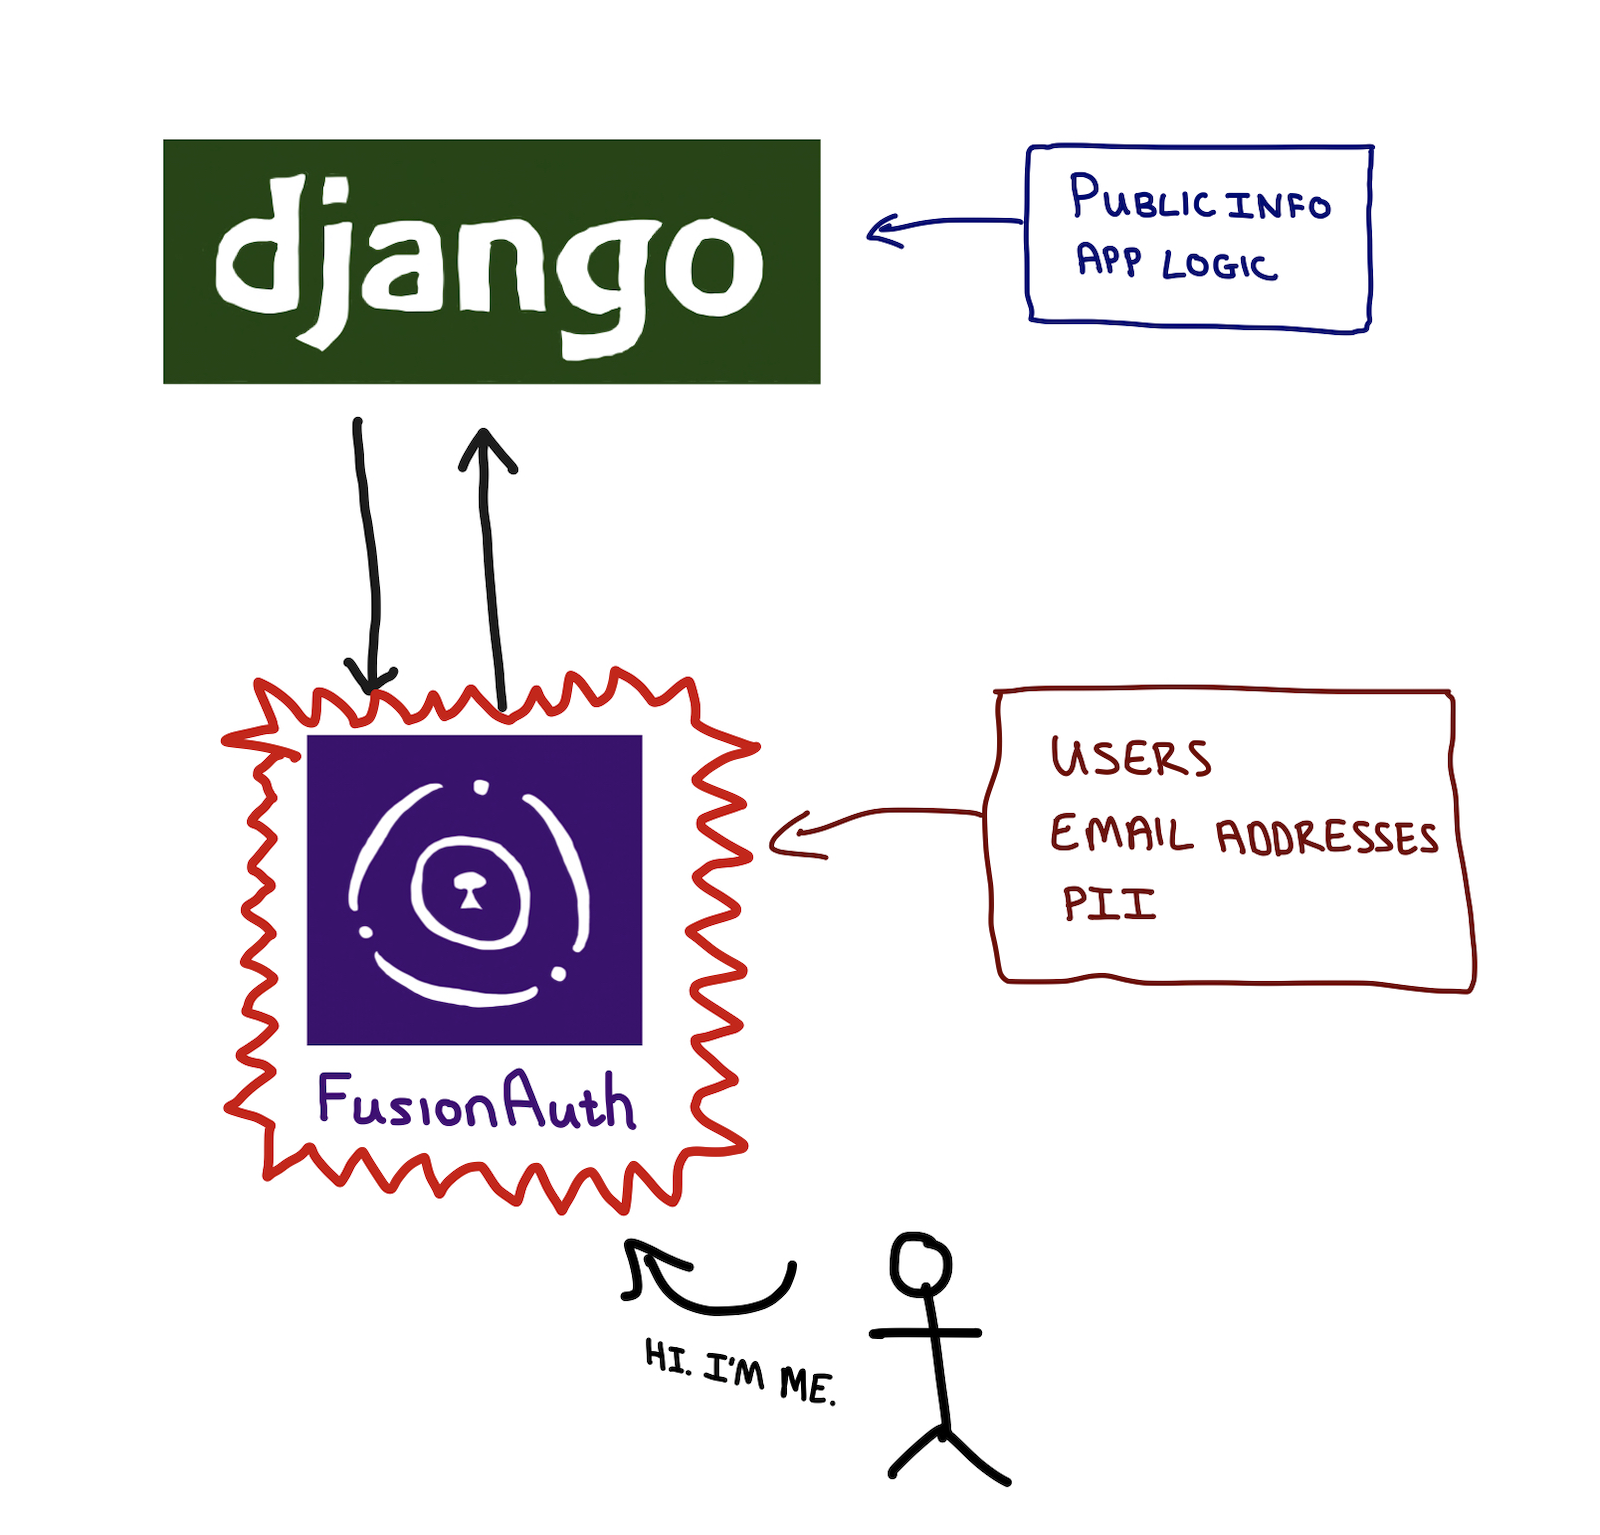 django
PUBLIC INFO
APP LOGIC
USERS
EMAIL ADDRESSES
PII
FusionAuth
HI. I'M ME.